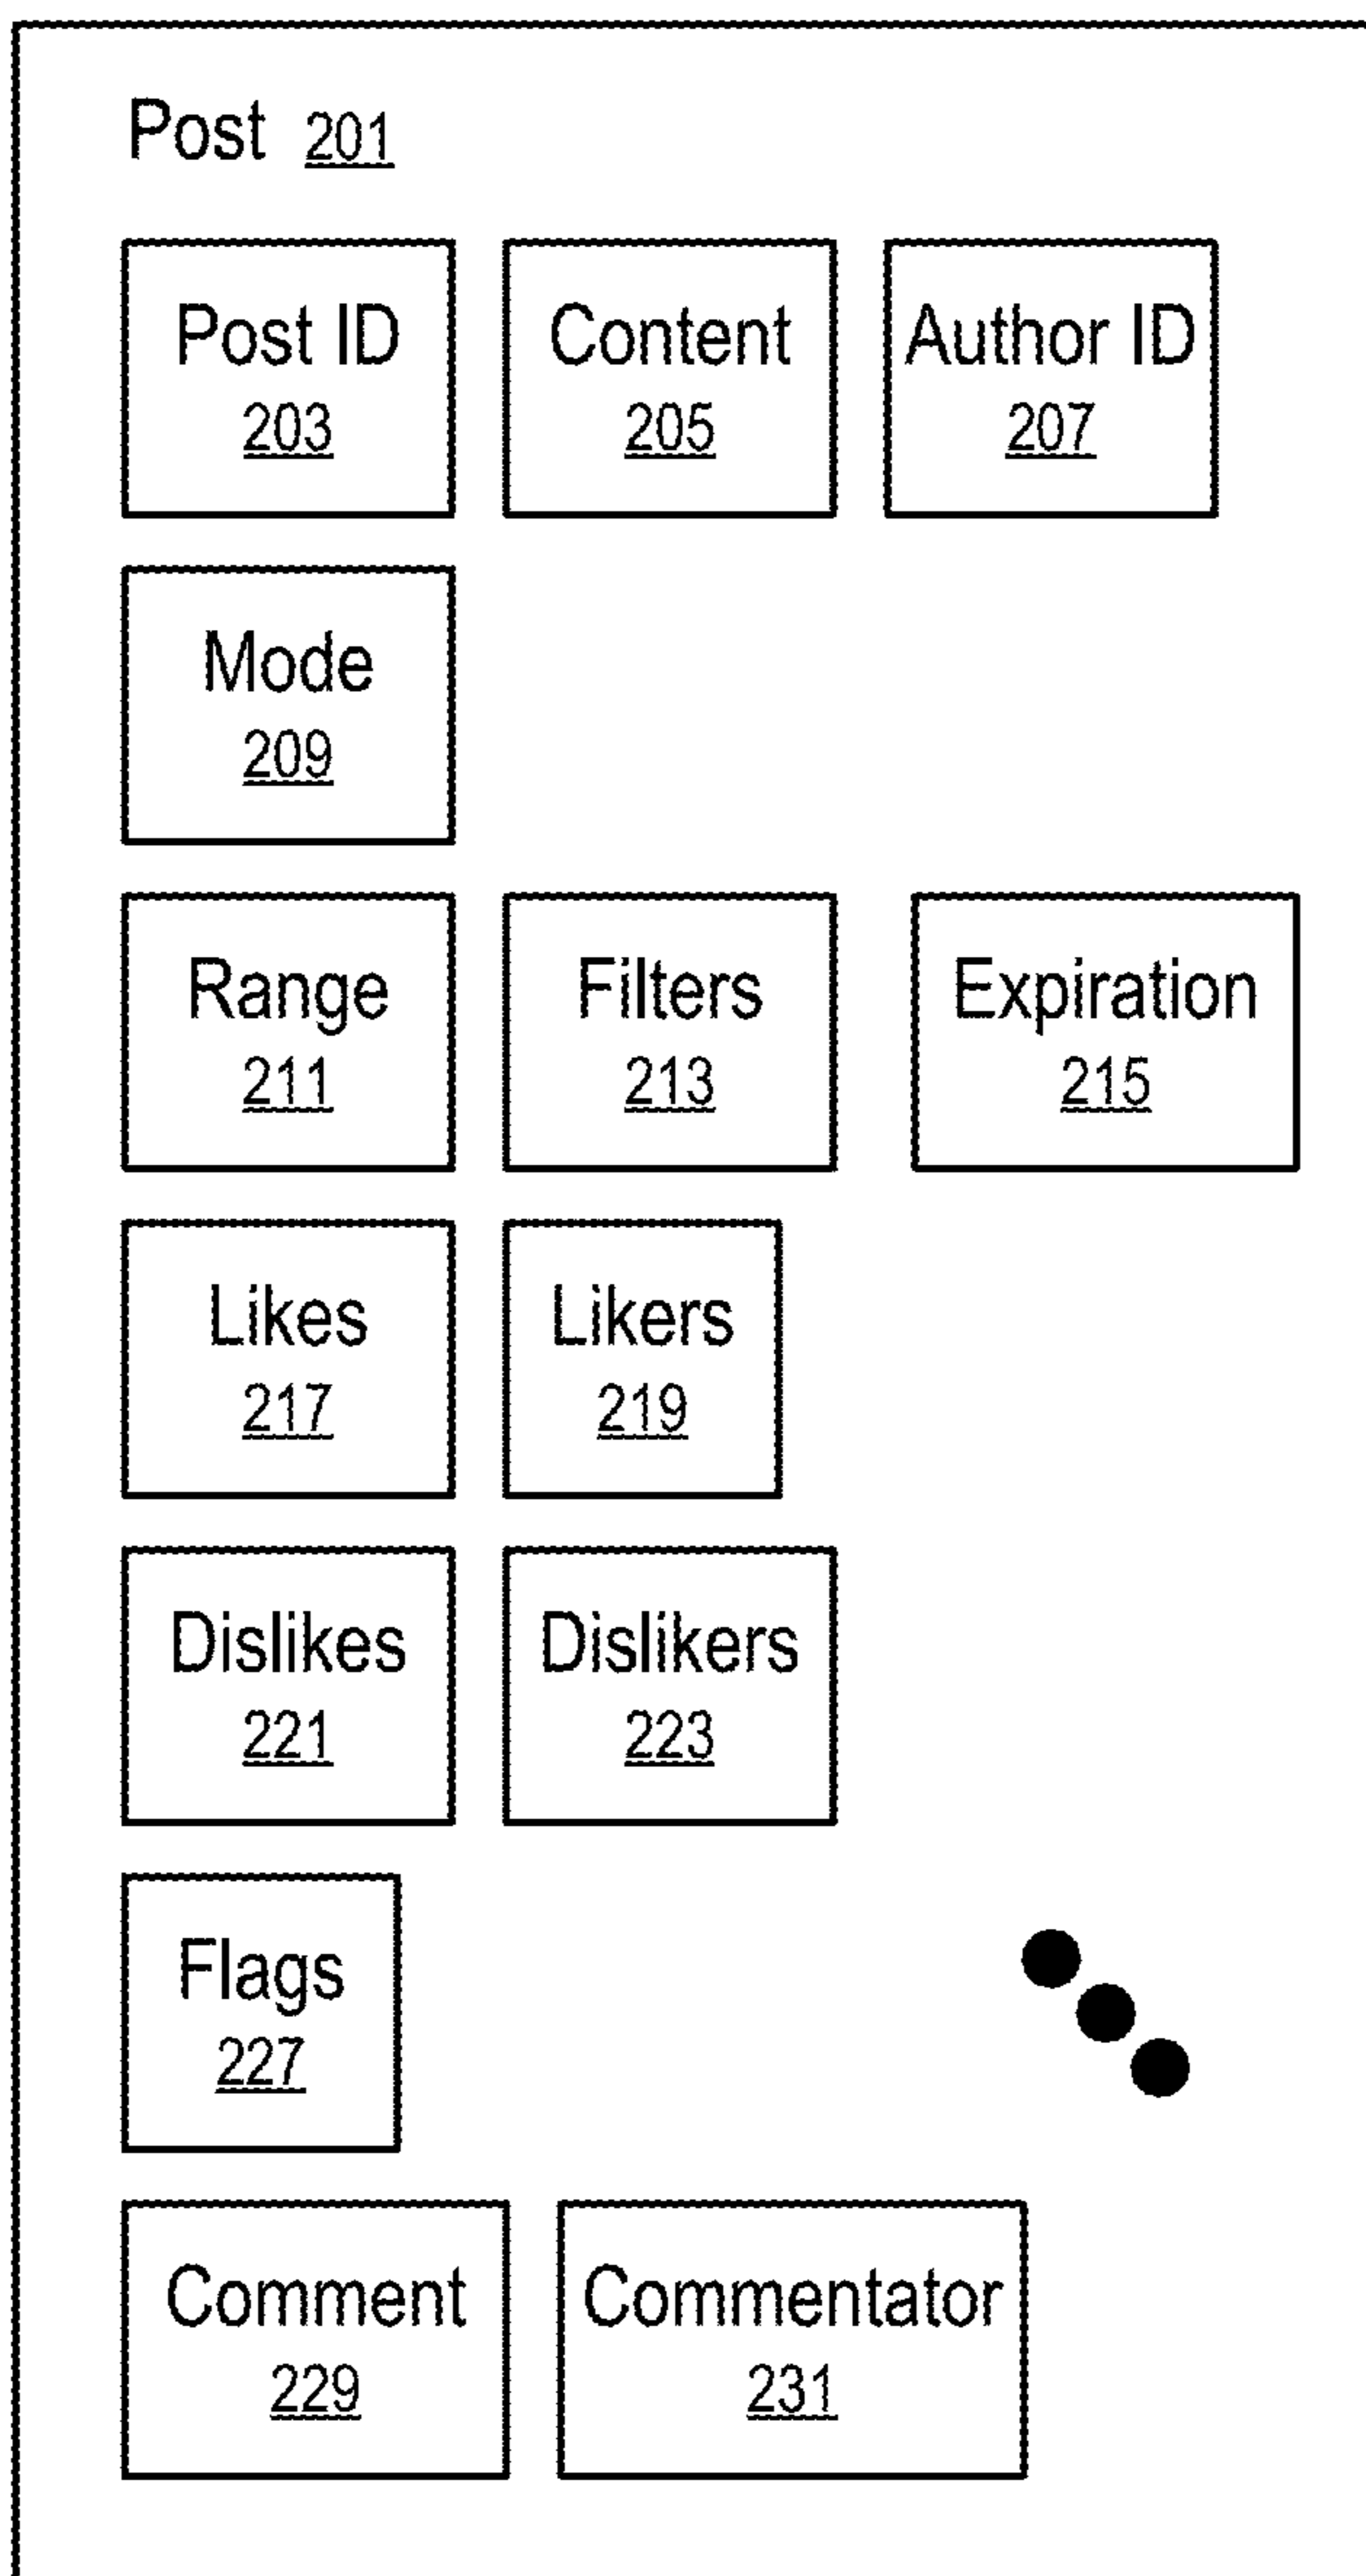 Post 201
Post ID
203
Content
205
Author ID
207
Mode
209
Range
211
Filters
213
Expiration
215
Likes
217
Likers
219
Dislikes
221
Dislikers
223
Flags
227
Comment
229
Commentator
231